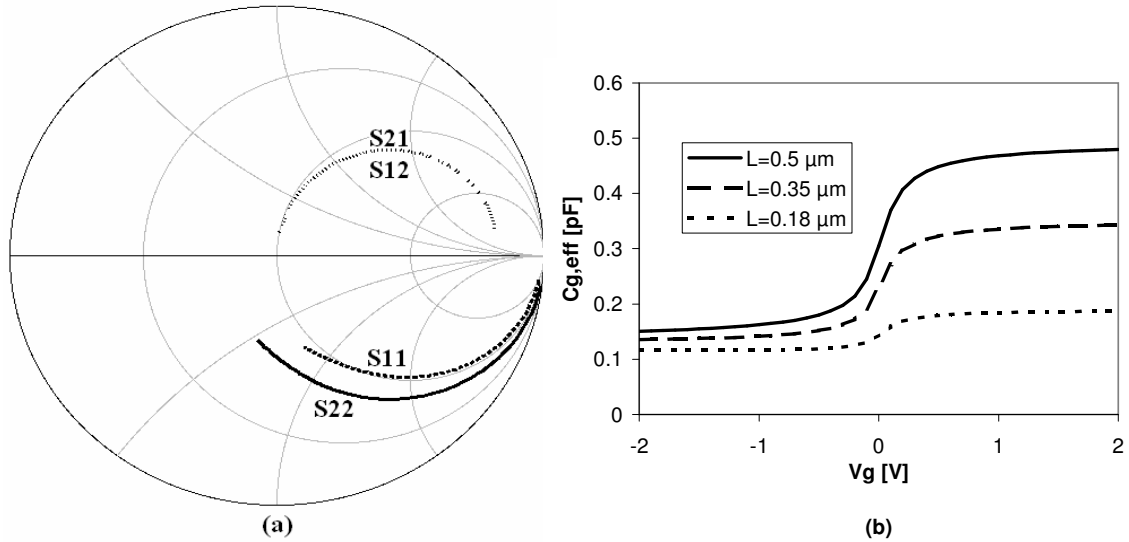 S21
S12
S11
S22
(a)
0.6
0.5
0.4
0.3
0.2
0.1
0
Cg,eff [pF]
L=0.5 µm
L=0.35 µm
L=0.18 µm
-2
-1
0
1
2
Vg [V]
(b)